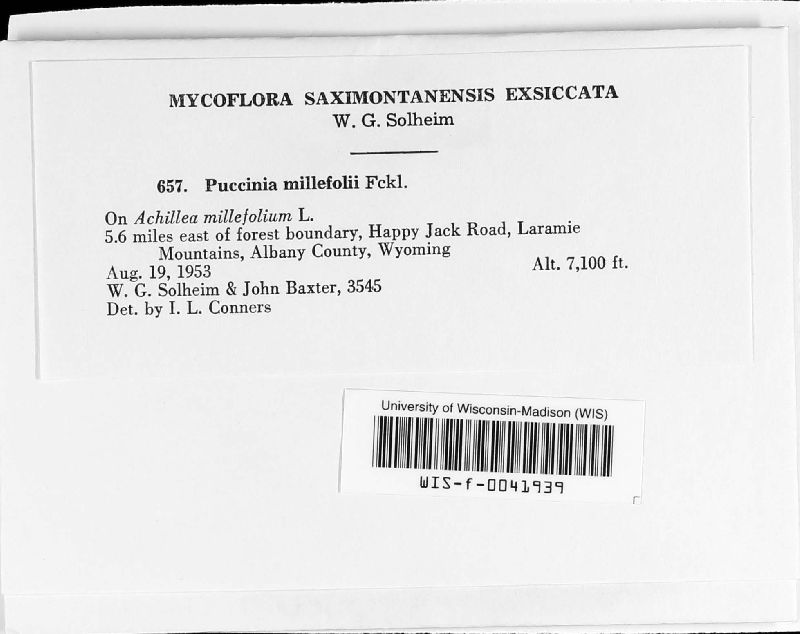 MYCOFLORA SAXIMONTANENSIS EXSICCATA
W. G. Solheim
657. Puccinia millefolii Fckl.
On Achillea millefolium L.
5.6 miles east of forest boundary, Happy Jack Road, Laramie
Mountains, Albany County, Wyoming
Aug. 19, 1953 Alt. 7,100 ft.
W. G. Solheim & John Baxter, 3545
Det. by I. L. Conners
University of Wisconsin-Madison (WIS)
WIS-f-0041939